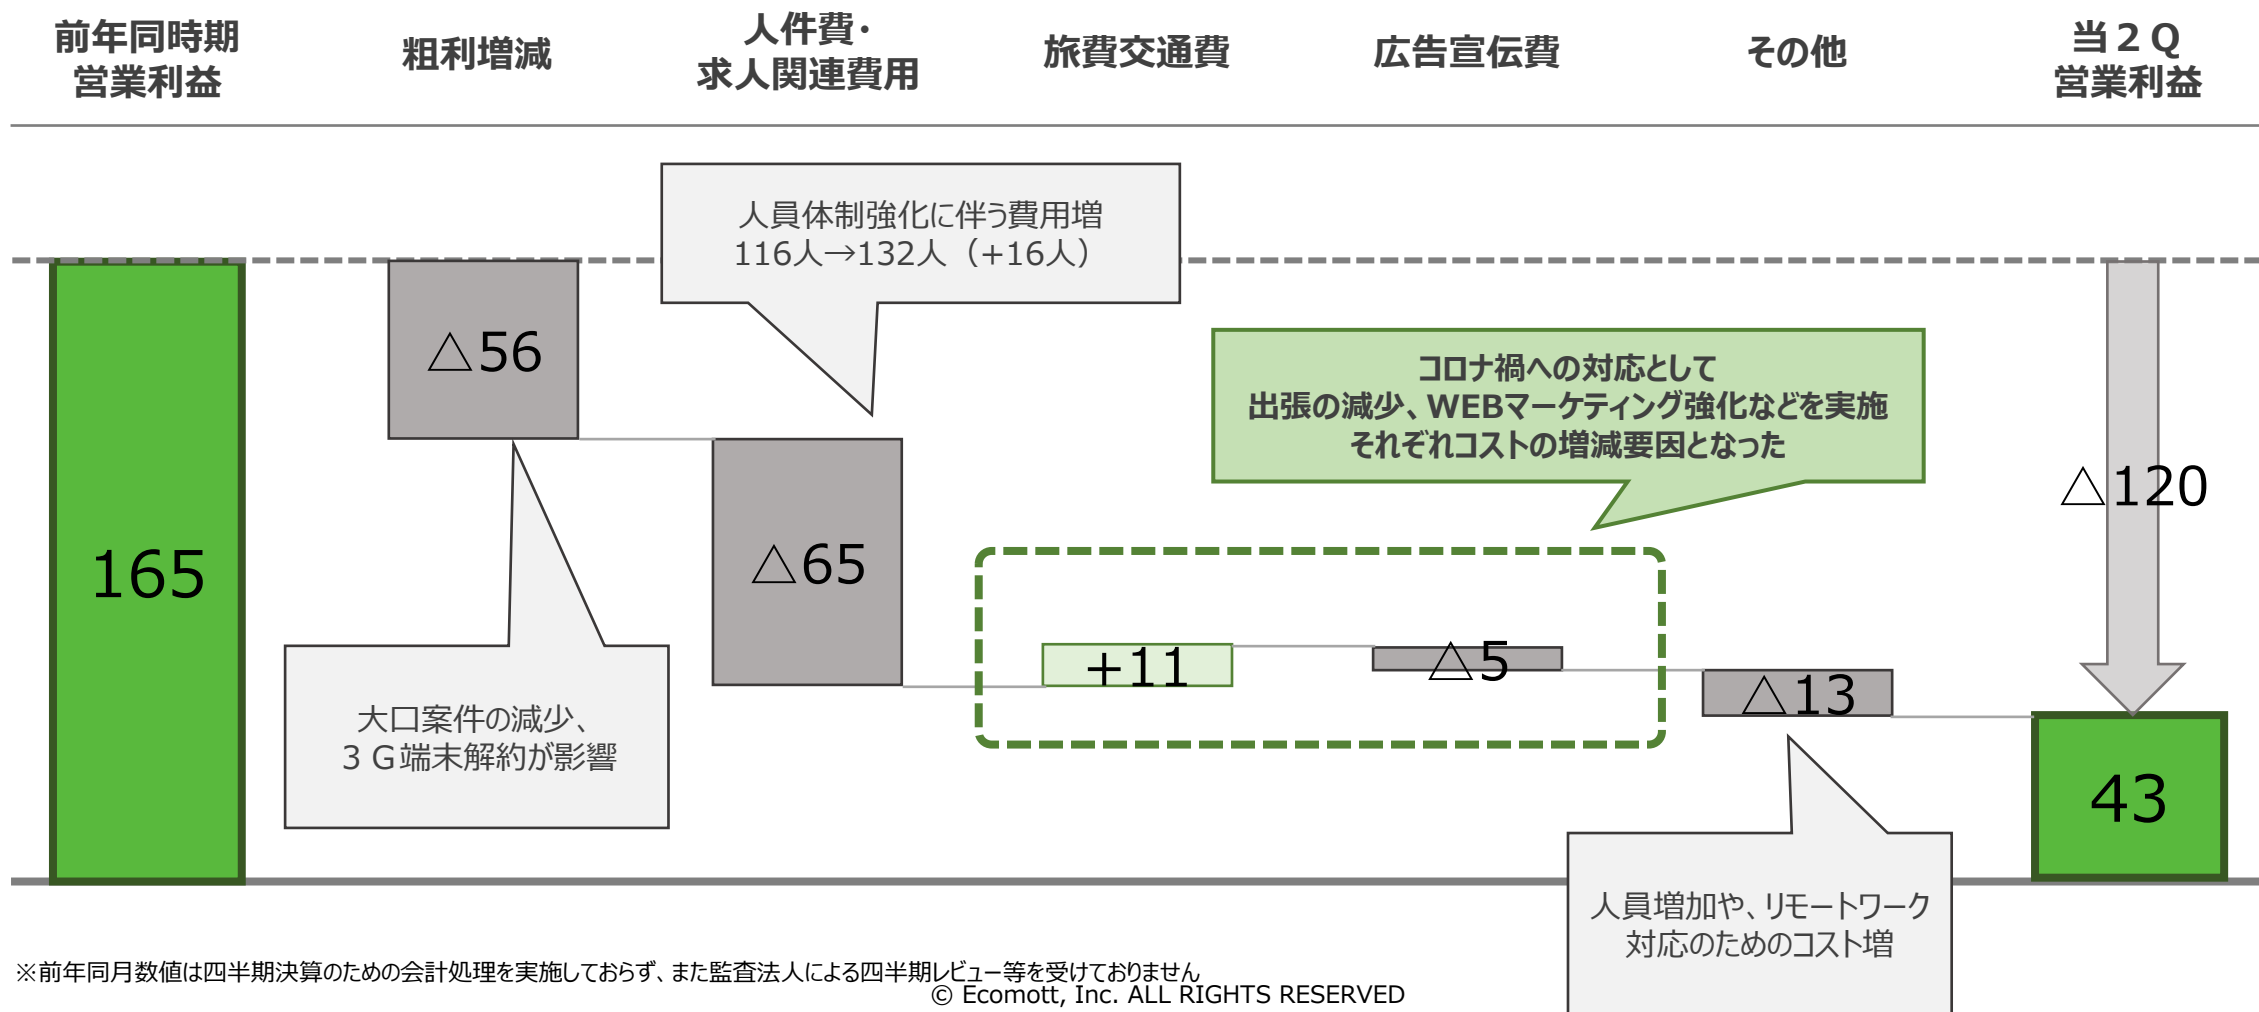 前年同時期
営業利益
粗利増減
人件費・
求人関連費用
旅費交通費
広告宣伝費
その他
当２Ｑ
営業利益
人員体制強化に伴う費用増
116人→132人（+16人）
△56
コロナ禍への対応として
出張の減少、WEBマーケティング強化などを実施
それぞれコストの増減要因となった
△120
165
△65
+11
△5
△13
大口案件の減少、
３Ｇ端末解約が影響
43
人員増加や、リモートワーク
対応のためのコスト増
※前年同月数値は四半期決算のための会計処理を実施しておらず、また監査法人による四半期レビュー等を受けておりません
© Ecomott, Inc. ALL RIGHTS RESERVED